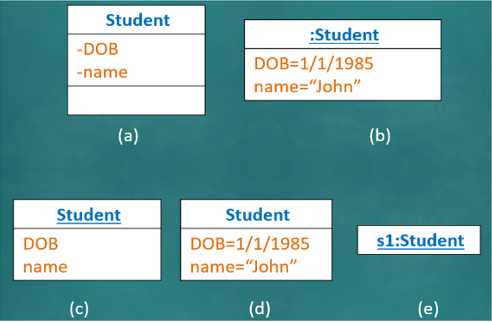 Student
-DOB
-name
(a)
:Student
DOB=1/1/1985
name=“John”
(b)
Student
DOB
name
(c)
Student
DOB=1/1/1985
name=“John”
(d)
s1:Student
(e)